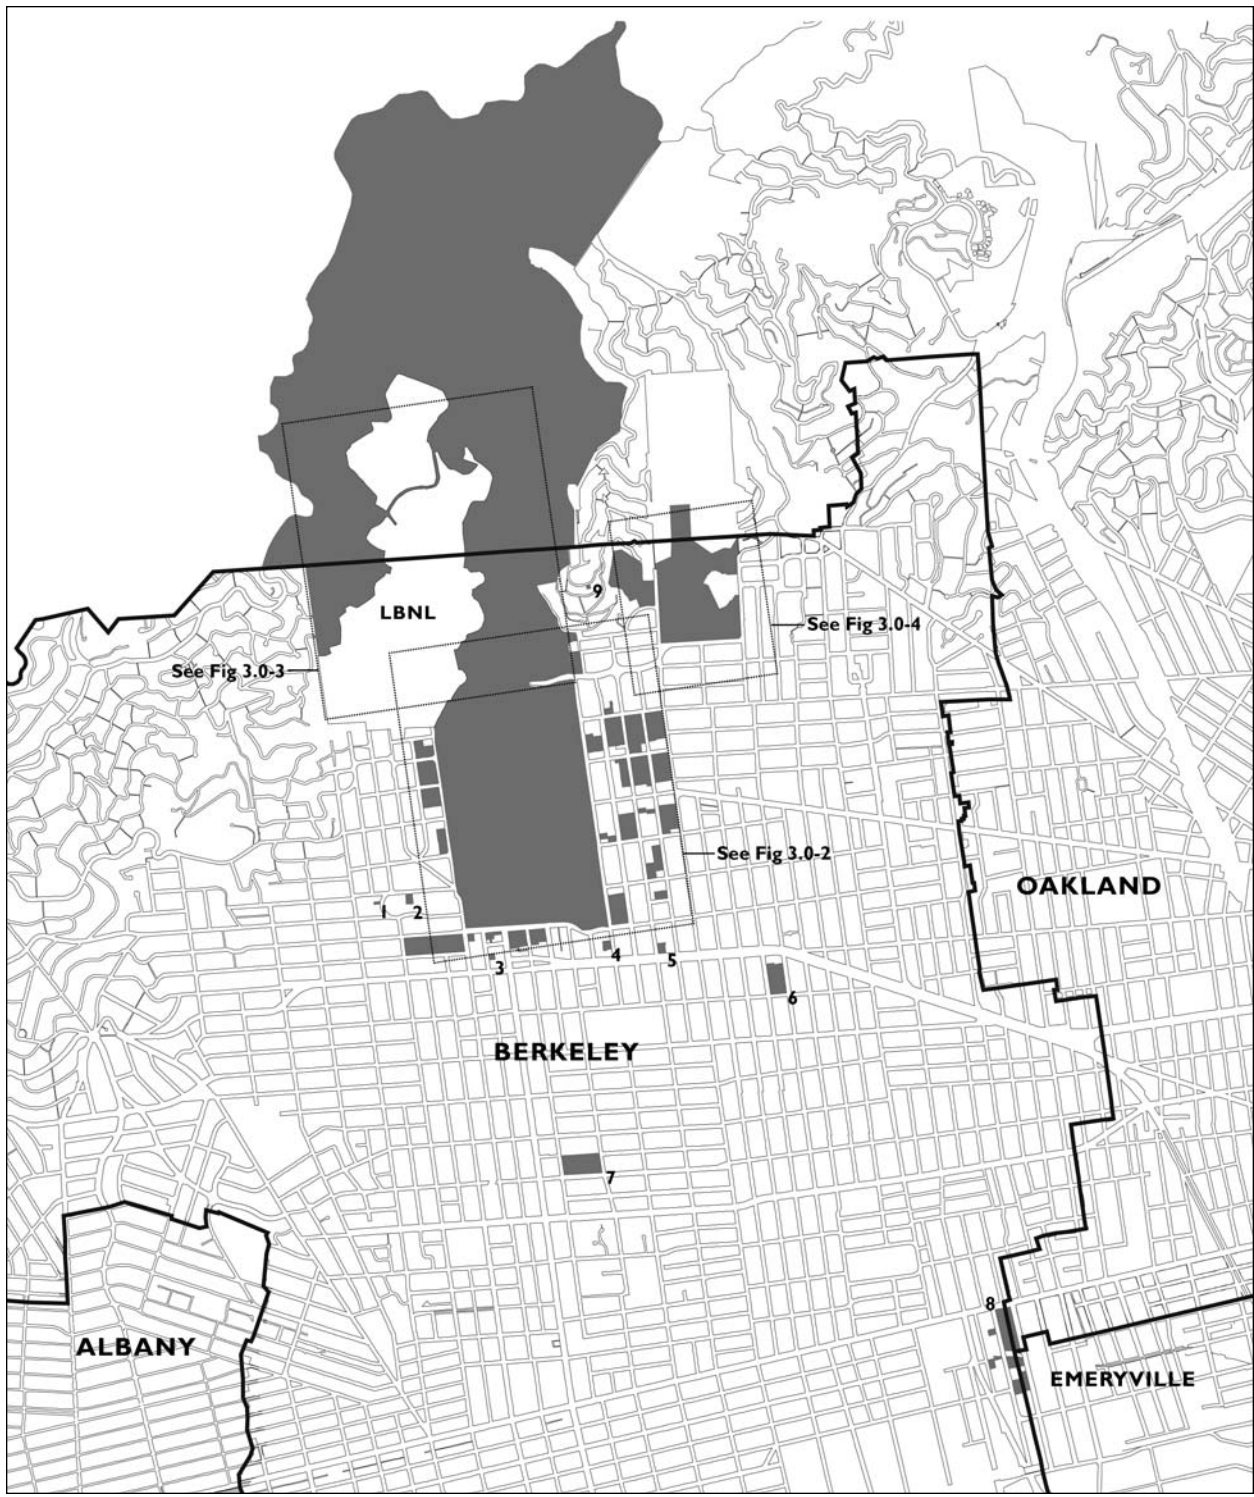 9
LBNL
See Fig 3.0-4
See Fig 3.0-3
See Fig 3.0-2
OAKLAND
1
2
3
4
5
6
BERKELEY
7
8
ALBANY
EMERYVILLE